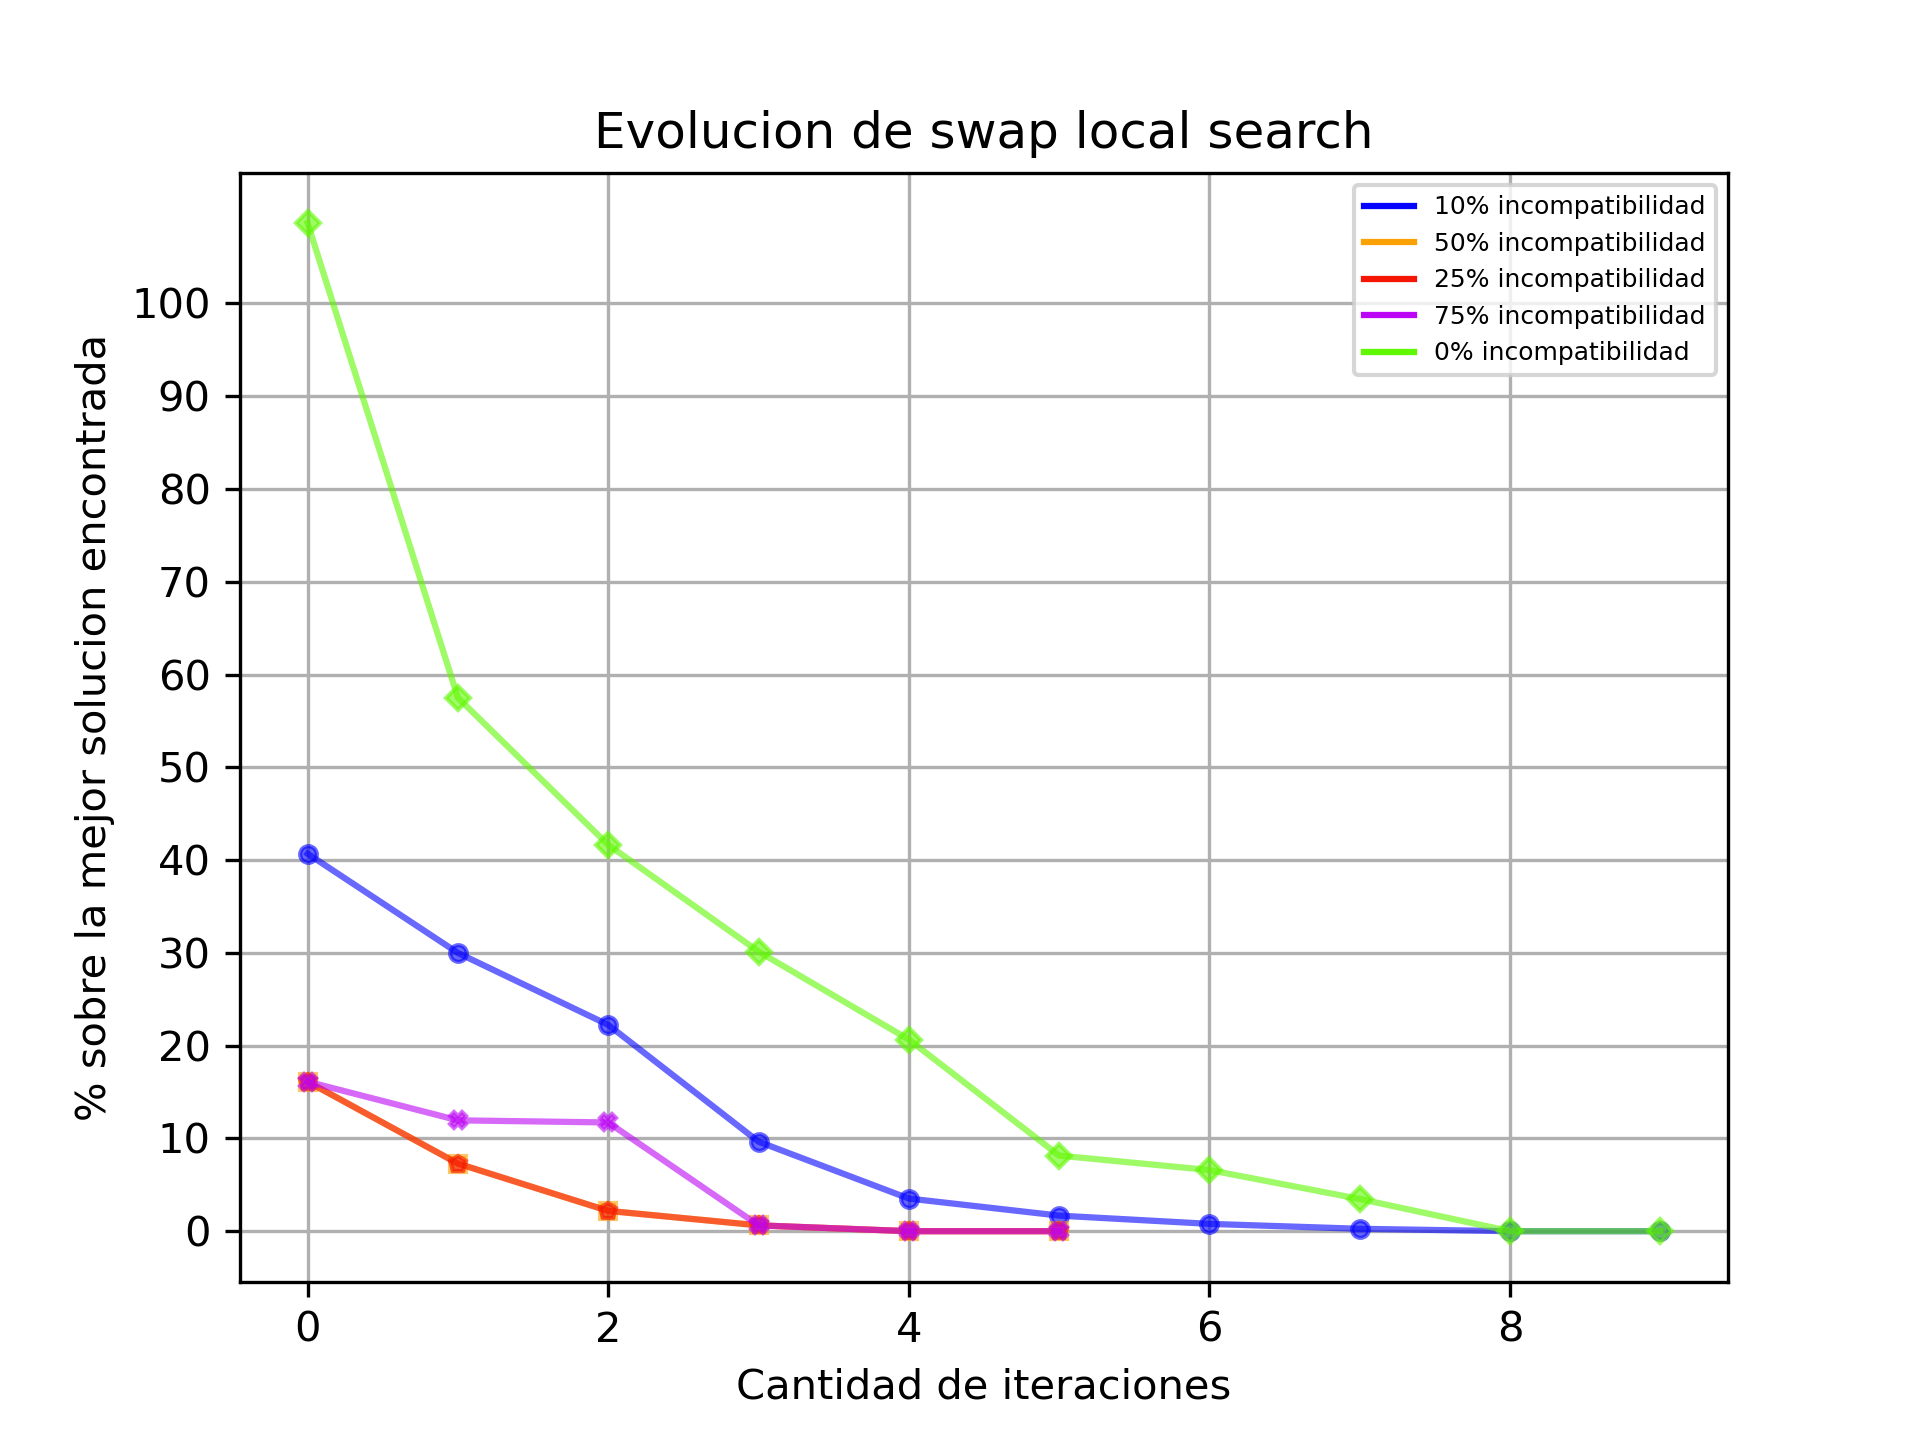 Evolucion de swap local search
10% incompatibilidad
50% incompatibilidad
25% incompatibilidad
75% incompatibilidad
0% incompatibilidad
% sobre la mejor solucion encontrada
100
90
80
70
60
50
40
30
20
10
0
0 2 4 6 8
Cantidad de iteraciones